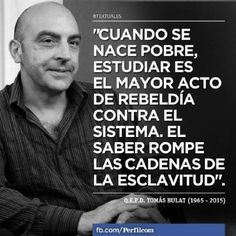 #TEXTUALES
"CUANDO SE
NACE POBRE,
ESTUDIAR ES
EL MAYOR ACTO
DE REBELDÍA
CONTRA EL
SISTEMA. EL
SABER ROMPE
LAS CADENAS DE
LA ESCLAVITUD".
Q.E.P.D. TOMÁS BULAT (1965 - 2015)
fb.com/Perfilcom